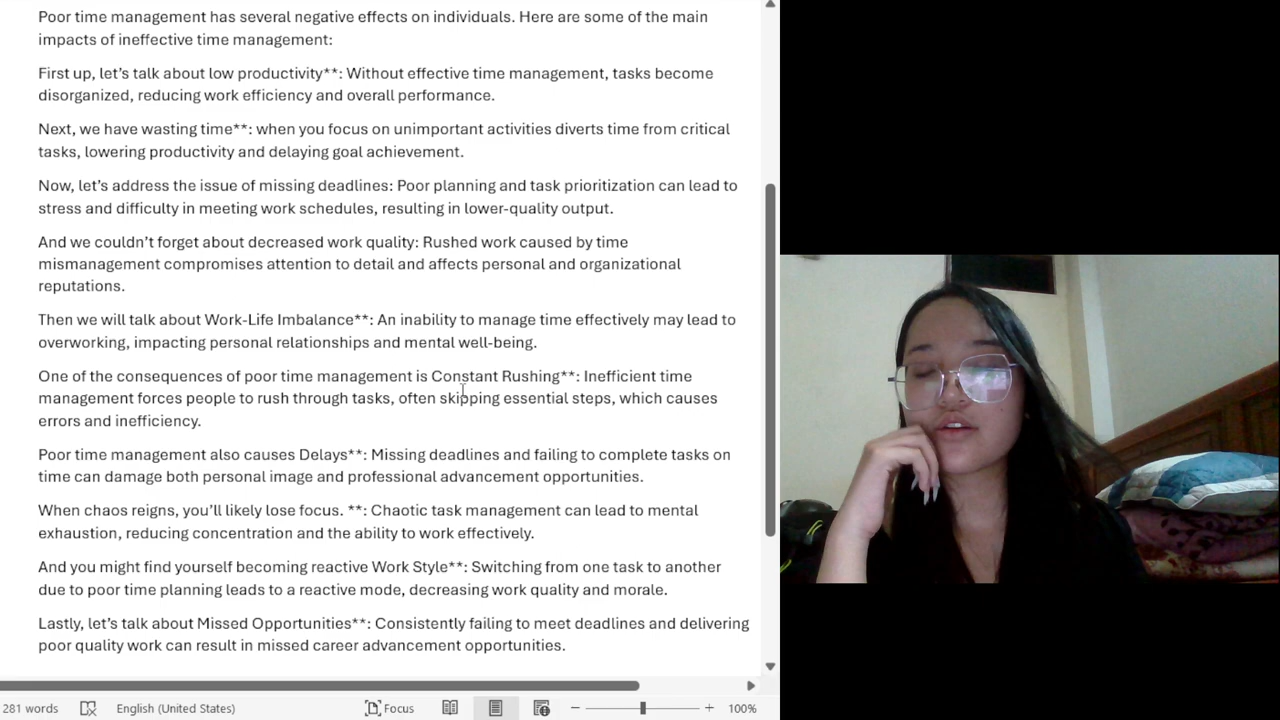 Poor time management has several negative effects on individuals. Here are some of the main
impacts of ineffective time management:
First up, let’s talk about low productivity**: Without effective time management, tasks become
disorganized, reducing work efficiency and overall performance.
Next, we have wasting time**: when you focus on unimportant activities diverts time from critical
tasks, lowering productivity and delaying goal achievement.
Now, let’s address the issue of missing deadlines: Poor planning and task prioritization can lead to
stress and difficulty in meeting work schedules, resulting in lower-quality output.
And we couldn’t forget about decreased work quality: Rushed work caused by time
mismanagement compromises attention to detail and affects personal and organizational
reputations.
Then we will talk about Work-Life Imbalance**: An inability to manage time effectively may lead to
overworking, impacting personal relationships and mental well-being.
One of the consequences of poor time management is Constant Rushing**: Inefficient time
management forces people to rush through tasks, often skipping essential steps, which causes
errors and inefficiency.
Poor time management also causes Delays**: Missing deadlines and failing to complete tasks on
time can damage both personal image and professional advancement opportunities.
When chaos reigns, you’ll likely lose focus. **: Chaotic task management can lead to mental
exhaustion, reducing concentration and the ability to work effectively.
And you might find yourself becoming reactive Work Style**: Switching from one task to another
due to poor time planning leads to a reactive mode, decreasing work quality and morale.
Lastly, let’s talk about Missed Opportunities**: Consistently failing to meet deadlines and delivering
poor quality work can result in missed career advancement opportunities.
281 words English (United States) Focus 100%